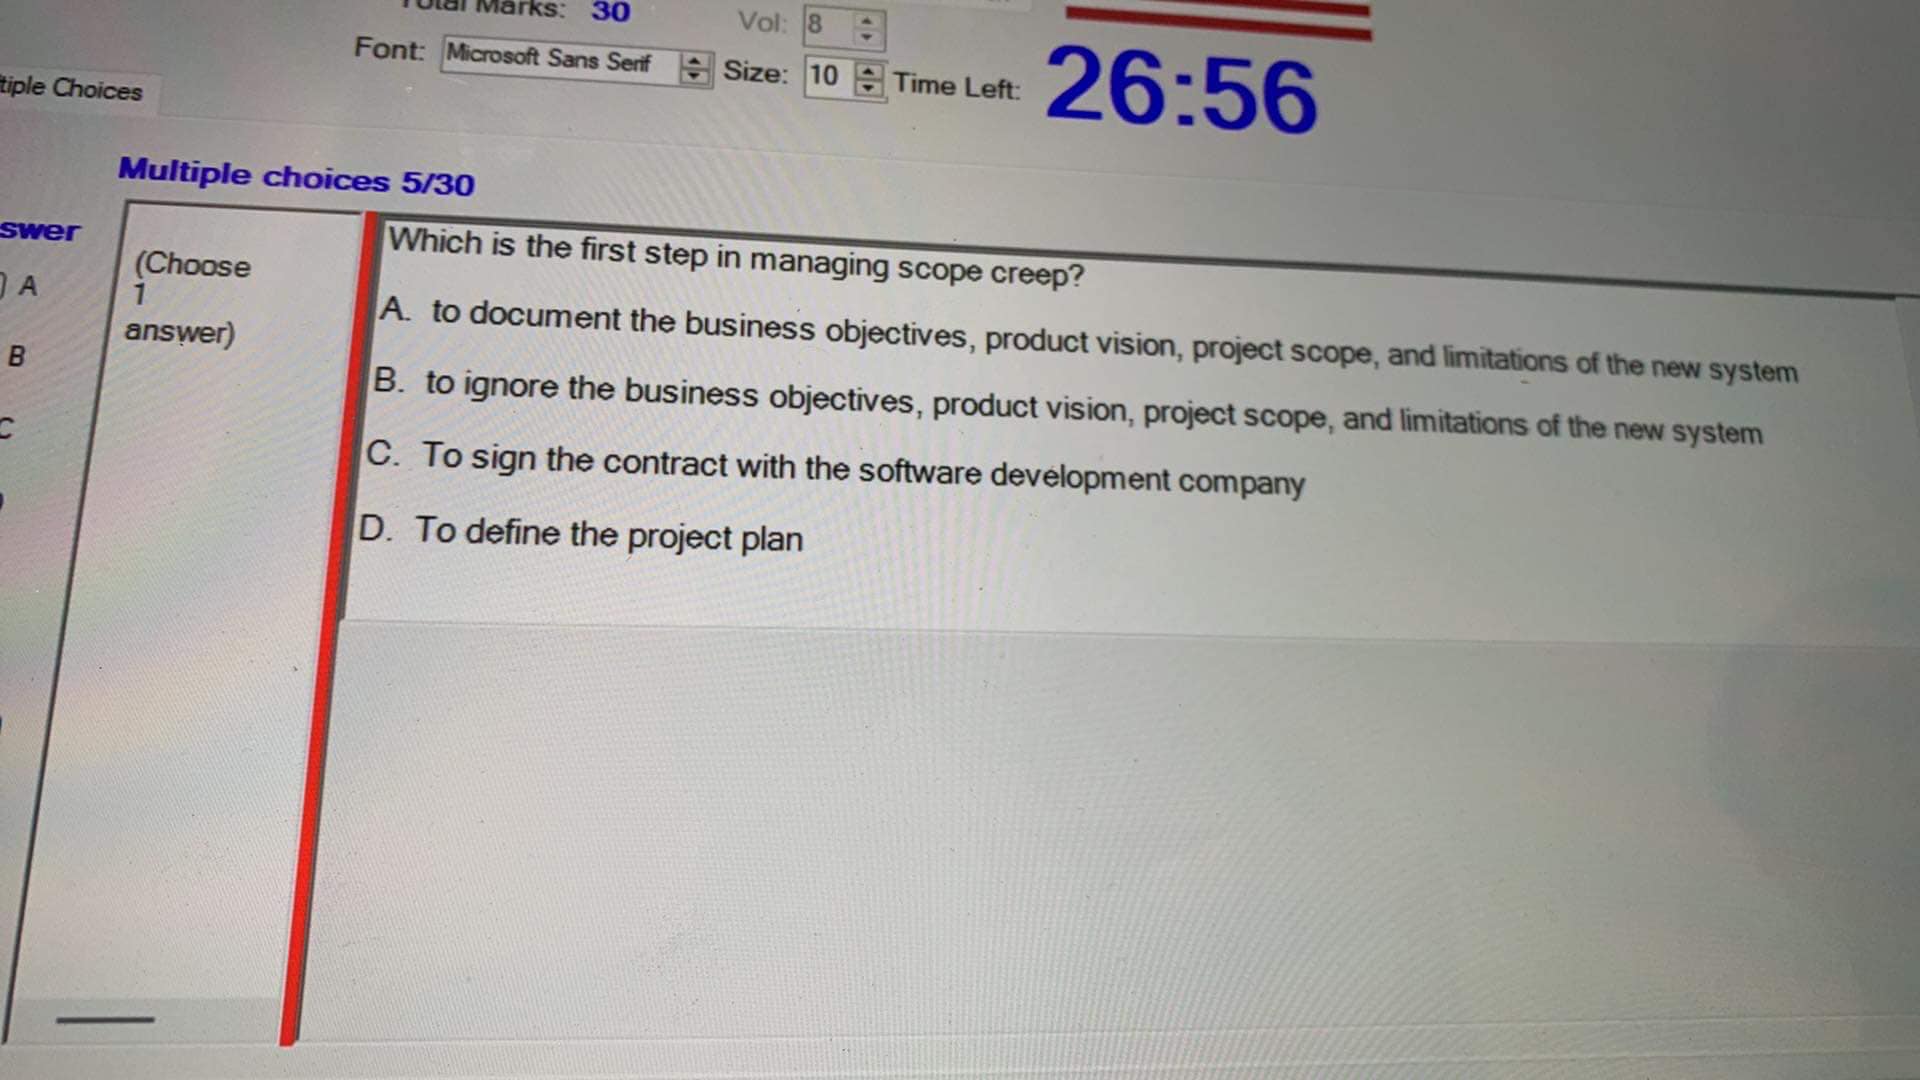 Marks: 30
Vol: 8
Font: Microsoft Sans Serif
Size: 10
Time Left: 26:56
tiple Choices
Multiple choices 5/30
swer
A
B
C
(Choose
1
answer)
Which is the first step in managing scope creep?
A. to document the business objectives, product vision, project scope, and limitations of the new system
B. to ignore the business objectives, product vision, project scope, and limitations of the new system
C. To sign the contract with the software development company
D. To define the project plan